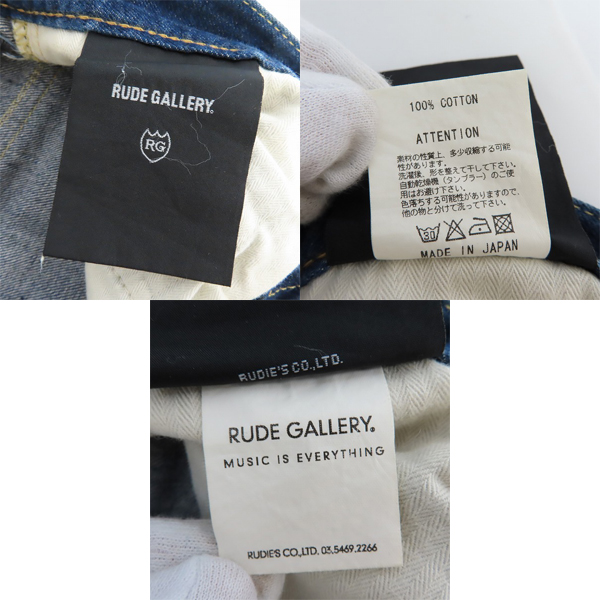 RUDE GALLERY®
RG
100% COTTON
ATTENTION
素材の性質上、多少収縮する可能
性があります。
洗濯後、形を整えて干して下さい。
自動乾燥機（タンブラー）のご使
用はお避け下さい。
色落ちする可能性がありますので、
他の物と分けて洗って下さい。
30
MADE IN JAPAN
RUDIE'S CO.,LTD.
RUDE GALLERY®
MUSIC IS EVERYTHING
RUDIE'S CO.,LTD. 03.5469.2266